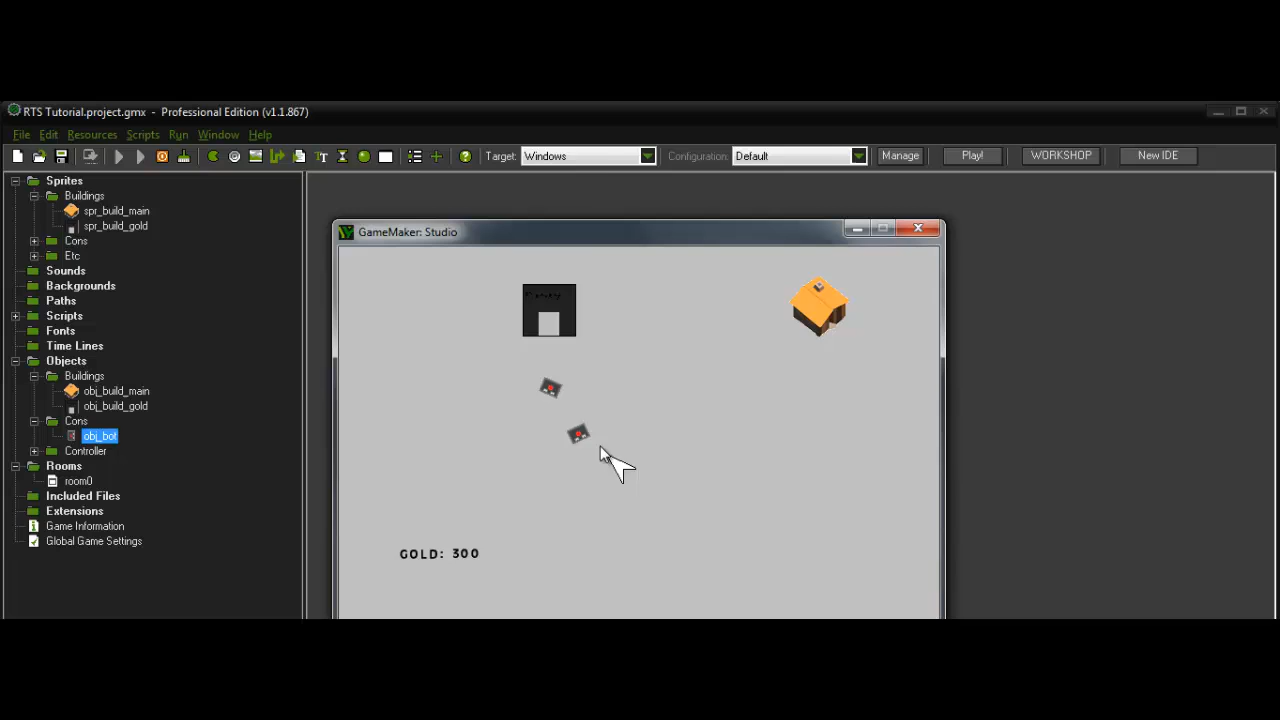 RTS Tutorial.project.gmx - Professional Edition (v1.1.867)
File Edit Resources Scripts Run Window Help
Target: Windows Configuration: Default Manage Play! WORKSHOP New IDE
Sprites
Buildings
spr_build_main
spr_build_gold
Cons
Etc
Sounds
Backgrounds
Paths
Scripts
Fonts
Time Lines
Objects
Buildings
obj_build_main
obj_build_gold
Cons
obj_bot
Controller
Rooms
room0
Included Files
Extensions
Game Information
Global Game Settings
GameMaker: Studio
GOLD: 300